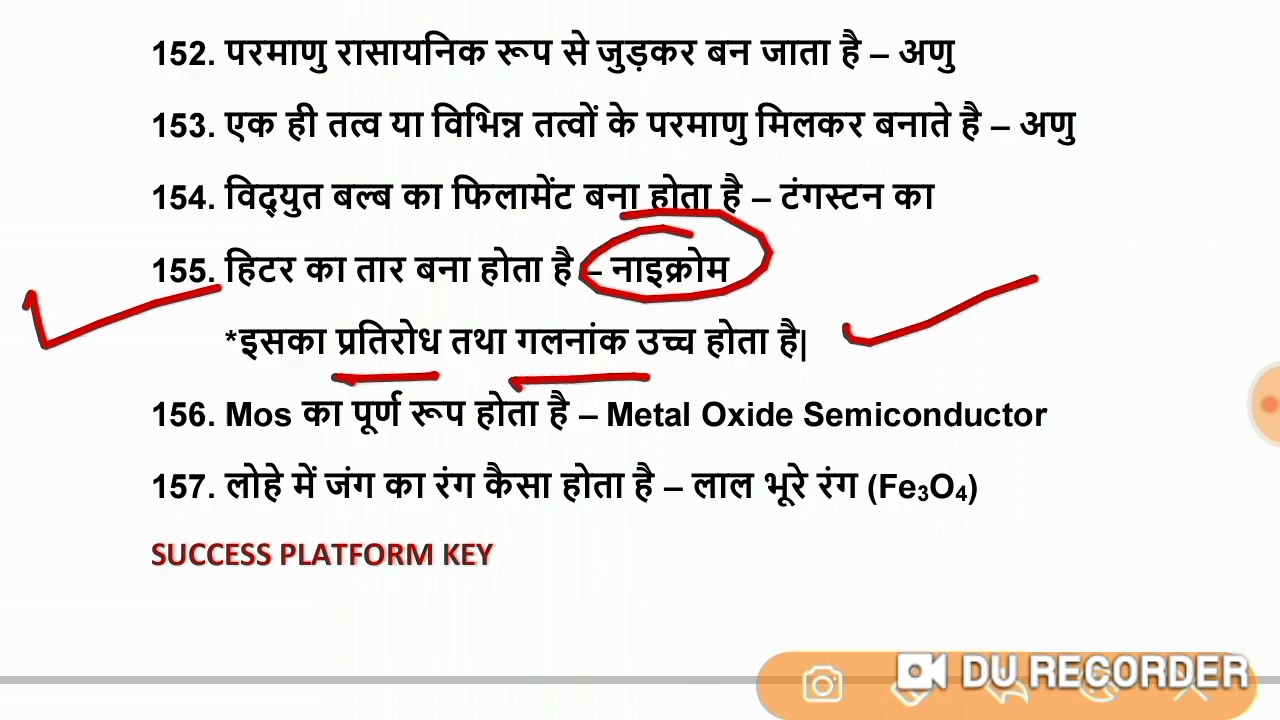 152. परमाणु रासायनिक रूप से जुड़कर बन जाता है – अणु
153. एक ही तत्व या विभिन्न तत्वों के परमाणु मिलकर बनाते है – अणु
154. विद्युत बल्ब का फिलामेंट बना होता है – टंगस्टन का
155. हिटर का तार बना होता है – नाइक्रोम
*इसका प्रतिरोध तथा गलनांक उच्च होता है|
156. Mos का पूर्ण रूप होता है – Metal Oxide Semiconductor
157. लोहे में जंग का रंग कैसा होता है – लाल भूरे रंग (Fe₃O₄)
SUCCESS PLATFORM KEY
DU RECORDER